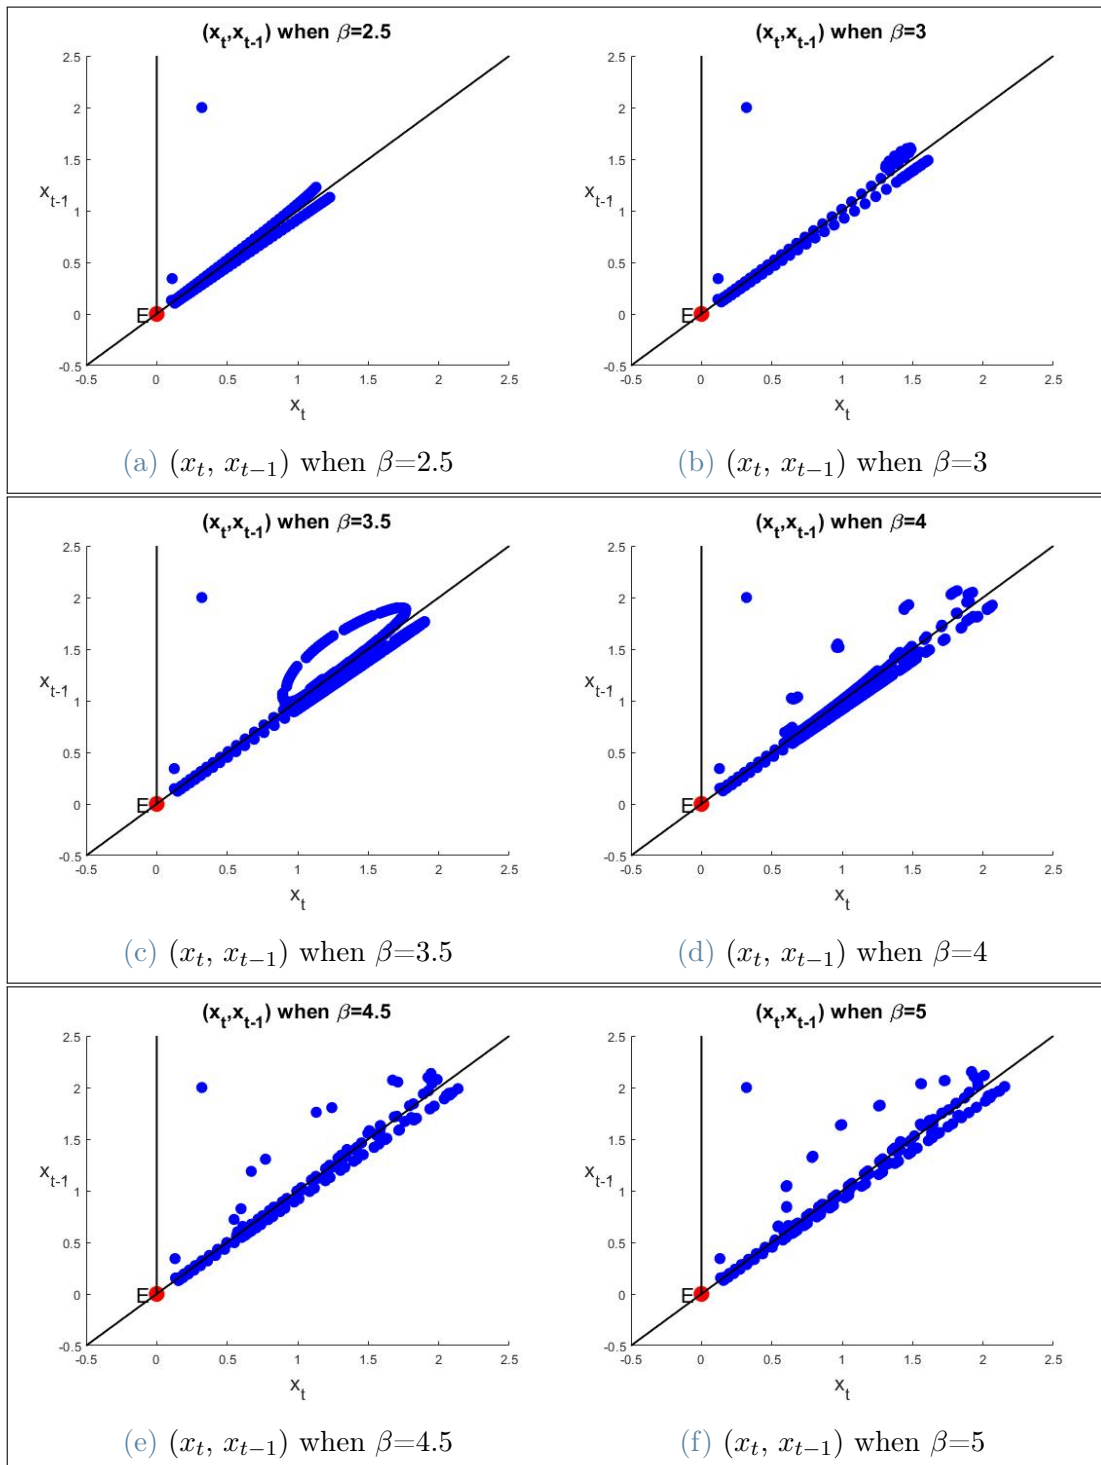 (x_t,x_{t-1}) when β=2.5
2.5
2
1.5
x_{t-1}
1
0.5
0
E
-0.5
-0.5 0 0.5 1 1.5 2 2.5
x_t
(a) (x_t, x_{t−1}) when β=2.5
(x_t,x_{t-1}) when β=3
2.5
2
1.5
x_{t-1}
1
0.5
0
E
-0.5
-0.5 0 0.5 1 1.5 2 2.5
x_t
(b) (x_t, x_{t−1}) when β=3
(x_t,x_{t-1}) when β=3.5
2.5
2
1.5
x_{t-1}
1
0.5
0
E
-0.5
-0.5 0 0.5 1 1.5 2 2.5
x_t
(c) (x_t, x_{t−1}) when β=3.5
(x_t,x_{t-1}) when β=4
2.5
2
1.5
x_{t-1}
1
0.5
0
E
-0.5
-0.5 0 0.5 1 1.5 2 2.5
x_t
(d) (x_t, x_{t−1}) when β=4
(x_t,x_{t-1}) when β=4.5
2.5
2
1.5
x_{t-1}
1
0.5
0
E
-0.5
-0.5 0 0.5 1 1.5 2 2.5
x_t
(e) (x_t, x_{t−1}) when β=4.5
(x_t,x_{t-1}) when β=5
2.5
2
1.5
x_{t-1}
1
0.5
0
E
-0.5
-0.5 0 0.5 1 1.5 2 2.5
x_t
(f) (x_t, x_{t−1}) when β=5